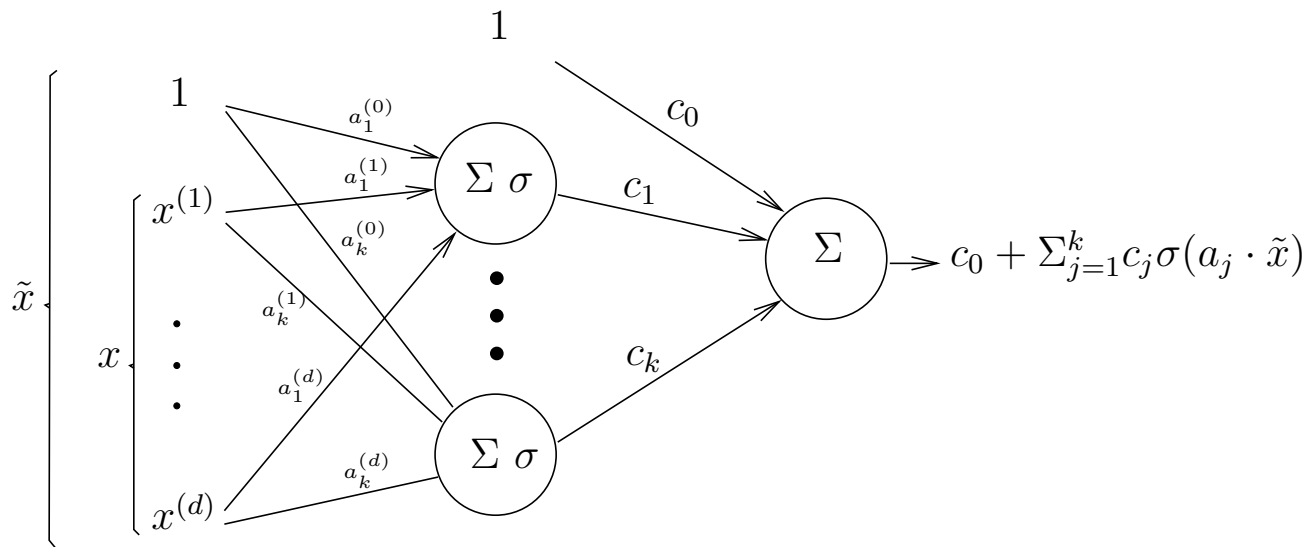 1
1
c_0
a_1^{(0)}
a_1^{(1)}
Σ σ
x^{(1)}
c_1
a_k^{(0)}
Σ
c_0 + Σ_{j=1}^k c_j σ(a_j · x̃)
x̃
a_k^{(1)}
x
c_k
a_1^{(d)}
Σ σ
a_k^{(d)}
x^{(d)}